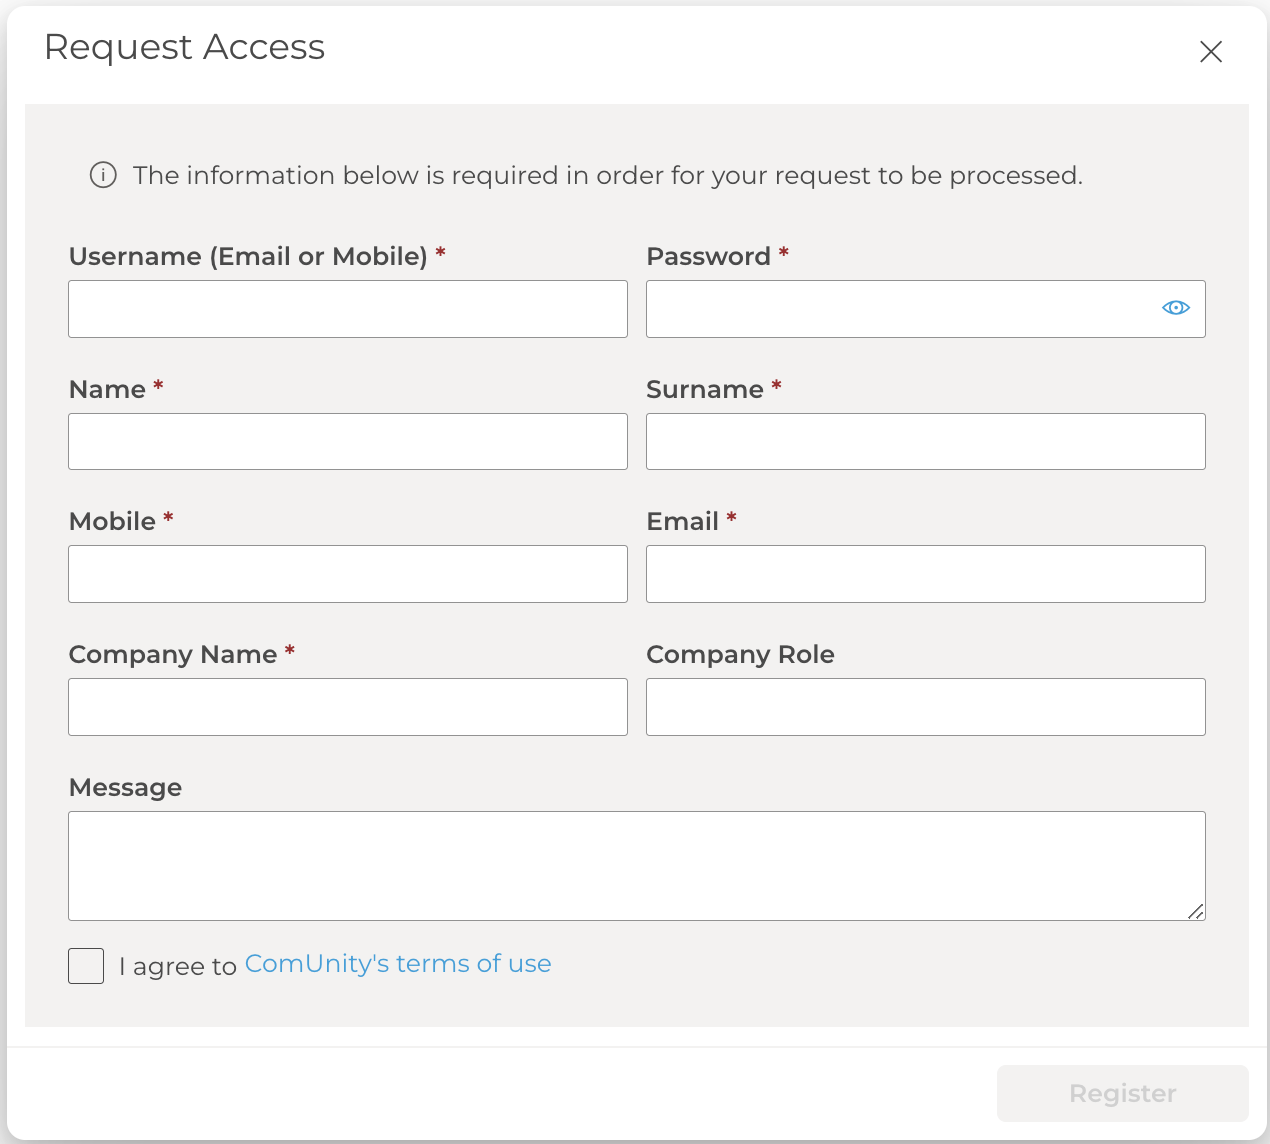 Request Access
The information below is required in order for your request to be processed.
Username (Email or Mobile) *
Password *
Name *
Surname *
Mobile *
Email *
Company Name *
Company Role
Message
I agree to ComUnity's terms of use
Register